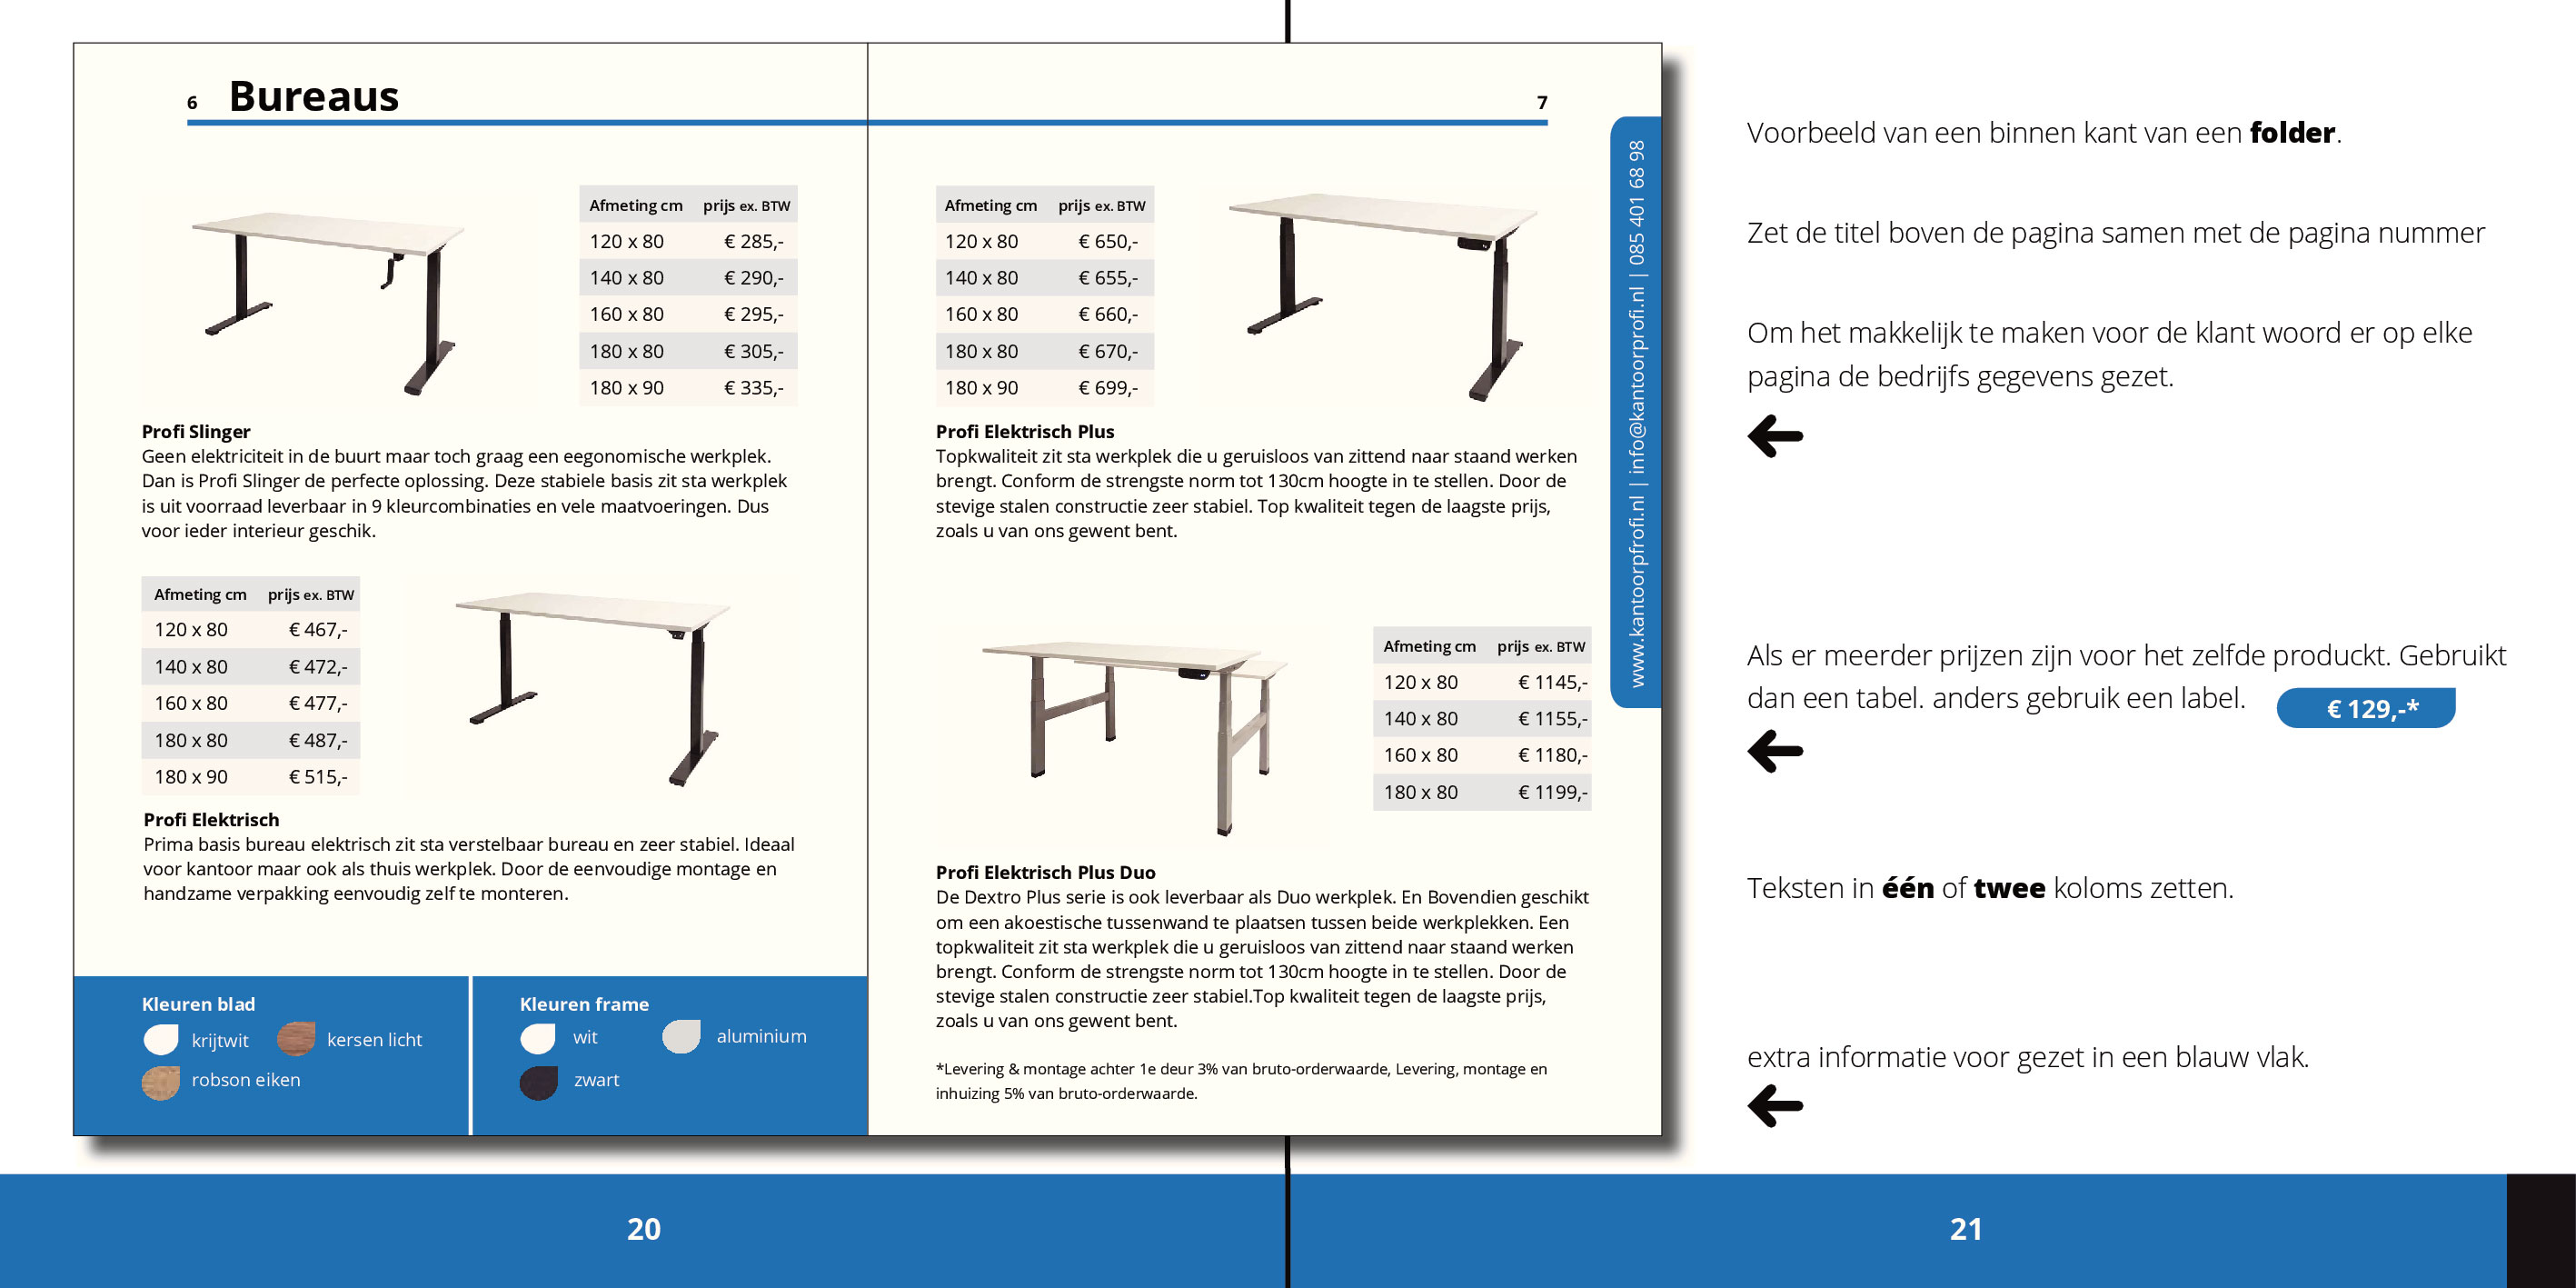 6 Bureaus
7
Afmeting cm prijs ex. BTW
120 x 80 € 285,-
140 x 80 € 290,-
160 x 80 € 295,-
180 x 80 € 305,-
180 x 90 € 335,-
Profi Slinger
Geen elektriciteit in de buurt maar toch graag een eegonomische werkplek.
Dan is Profi Slinger de perfecte oplossing. Deze stabiele basis zit sta werkplek
is uit voorraad leverbaar in 9 kleurcombinaties en vele maatvoeringen. Dus
voor ieder interieur geschik.
Afmeting cm prijs ex. BTW
120 x 80 € 467,-
140 x 80 € 472,-
160 x 80 € 477,-
180 x 80 € 487,-
180 x 90 € 515,-
Profi Elektrisch
Prima basis bureau elektrisch zit sta verstelbaar bureau en zeer stabiel. Ideaal
voor kantoor maar ook als thuis werkplek. Door de eenvoudige montage en
handzame verpakking eenvoudig zelf te monteren.
Kleuren blad
krijtwit kersen licht
robson eiken
Kleuren frame
wit aluminium
zwart
Afmeting cm prijs ex. BTW
120 x 80 € 650,-
140 x 80 € 655,-
160 x 80 € 660,-
180 x 80 € 670,-
180 x 90 € 699,-
Profi Elektrisch Plus
Topkwaliteit zit sta werkplek die u geruisloos van zittend naar staand werken
brengt. Conform de strengste norm tot 130cm hoogte in te stellen. Door de
stevige stalen constructie zeer stabiel. Top kwaliteit tegen de laagste prijs,
zoals u van ons gewent bent.
Afmeting cm prijs ex. BTW
120 x 80 € 1145,-
140 x 80 € 1155,-
160 x 80 € 1180,-
180 x 80 € 1199,-
Profi Elektrisch Plus Duo
De Dextro Plus serie is ook leverbaar als Duo werkplek. En Bovendien geschikt
om een akoestische tussenwand te plaatsen tussen beide werkplekken. Een
topkwaliteit zit sta werkplek die u geruisloos van zittend naar staand werken
brengt. Conform de strengste norm tot 130cm hoogte in te stellen. Door de
stevige stalen constructie zeer stabiel.Top kwaliteit tegen de laagste prijs,
zoals u van ons gewent bent.
*Levering & montage achter 1e deur 3% van bruto-orderwaarde, Levering, montage en
inhuizing 5% van bruto-orderwaarde.
www.kantoorpfrofi.nl | info@kantoorprofi.nl | 085 401 68 98
Voorbeeld van een binnen kant van een folder.
Zet de titel boven de pagina samen met de pagina nummer
Om het makkelijk te maken voor de klant woord er op elke
pagina de bedrijfs gegevens gezet.
Als er meerder prijzen zijn voor het zelfde produckt. Gebruikt
dan een tabel. anders gebruik een label.
€ 129,-*
Teksten in één of twee koloms zetten.
extra informatie voor gezet in een blauw vlak.
20
21